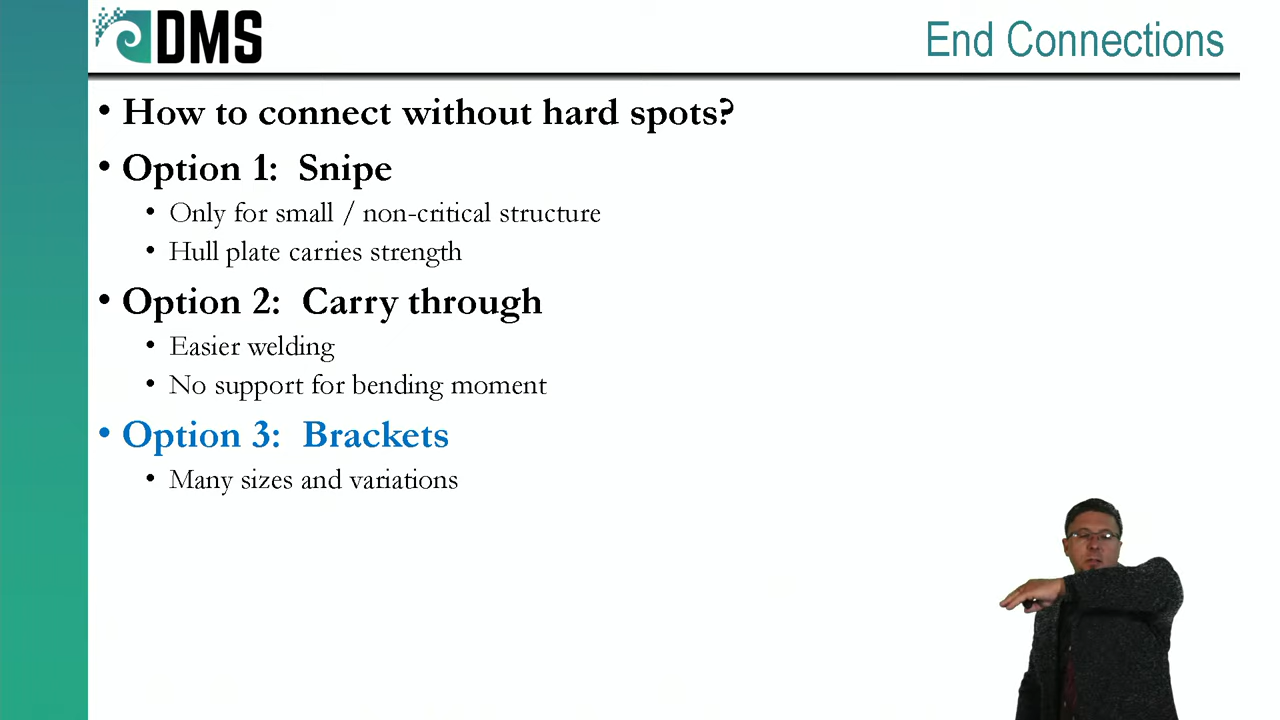 DMS
End Connections
• How to connect without hard spots?
• Option 1: Snipe
• Only for small / non-critical structure
• Hull plate carries strength
• Option 2: Carry through
• Easier welding
• No support for bending moment
• Option 3: Brackets
• Many sizes and variations